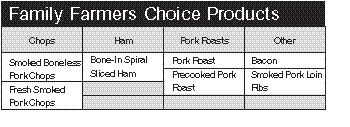 Family Farmers Choice Products
Chops Ham Pork Roasts Other
Smoked Boneless
Pork Chops
Fresh Smoked
Pork Chops
Bone-In Spiral
Sliced Ham
Pork Roast
Precooked Pork
Roast
Bacon
Smoked Pork Loin
Ribs